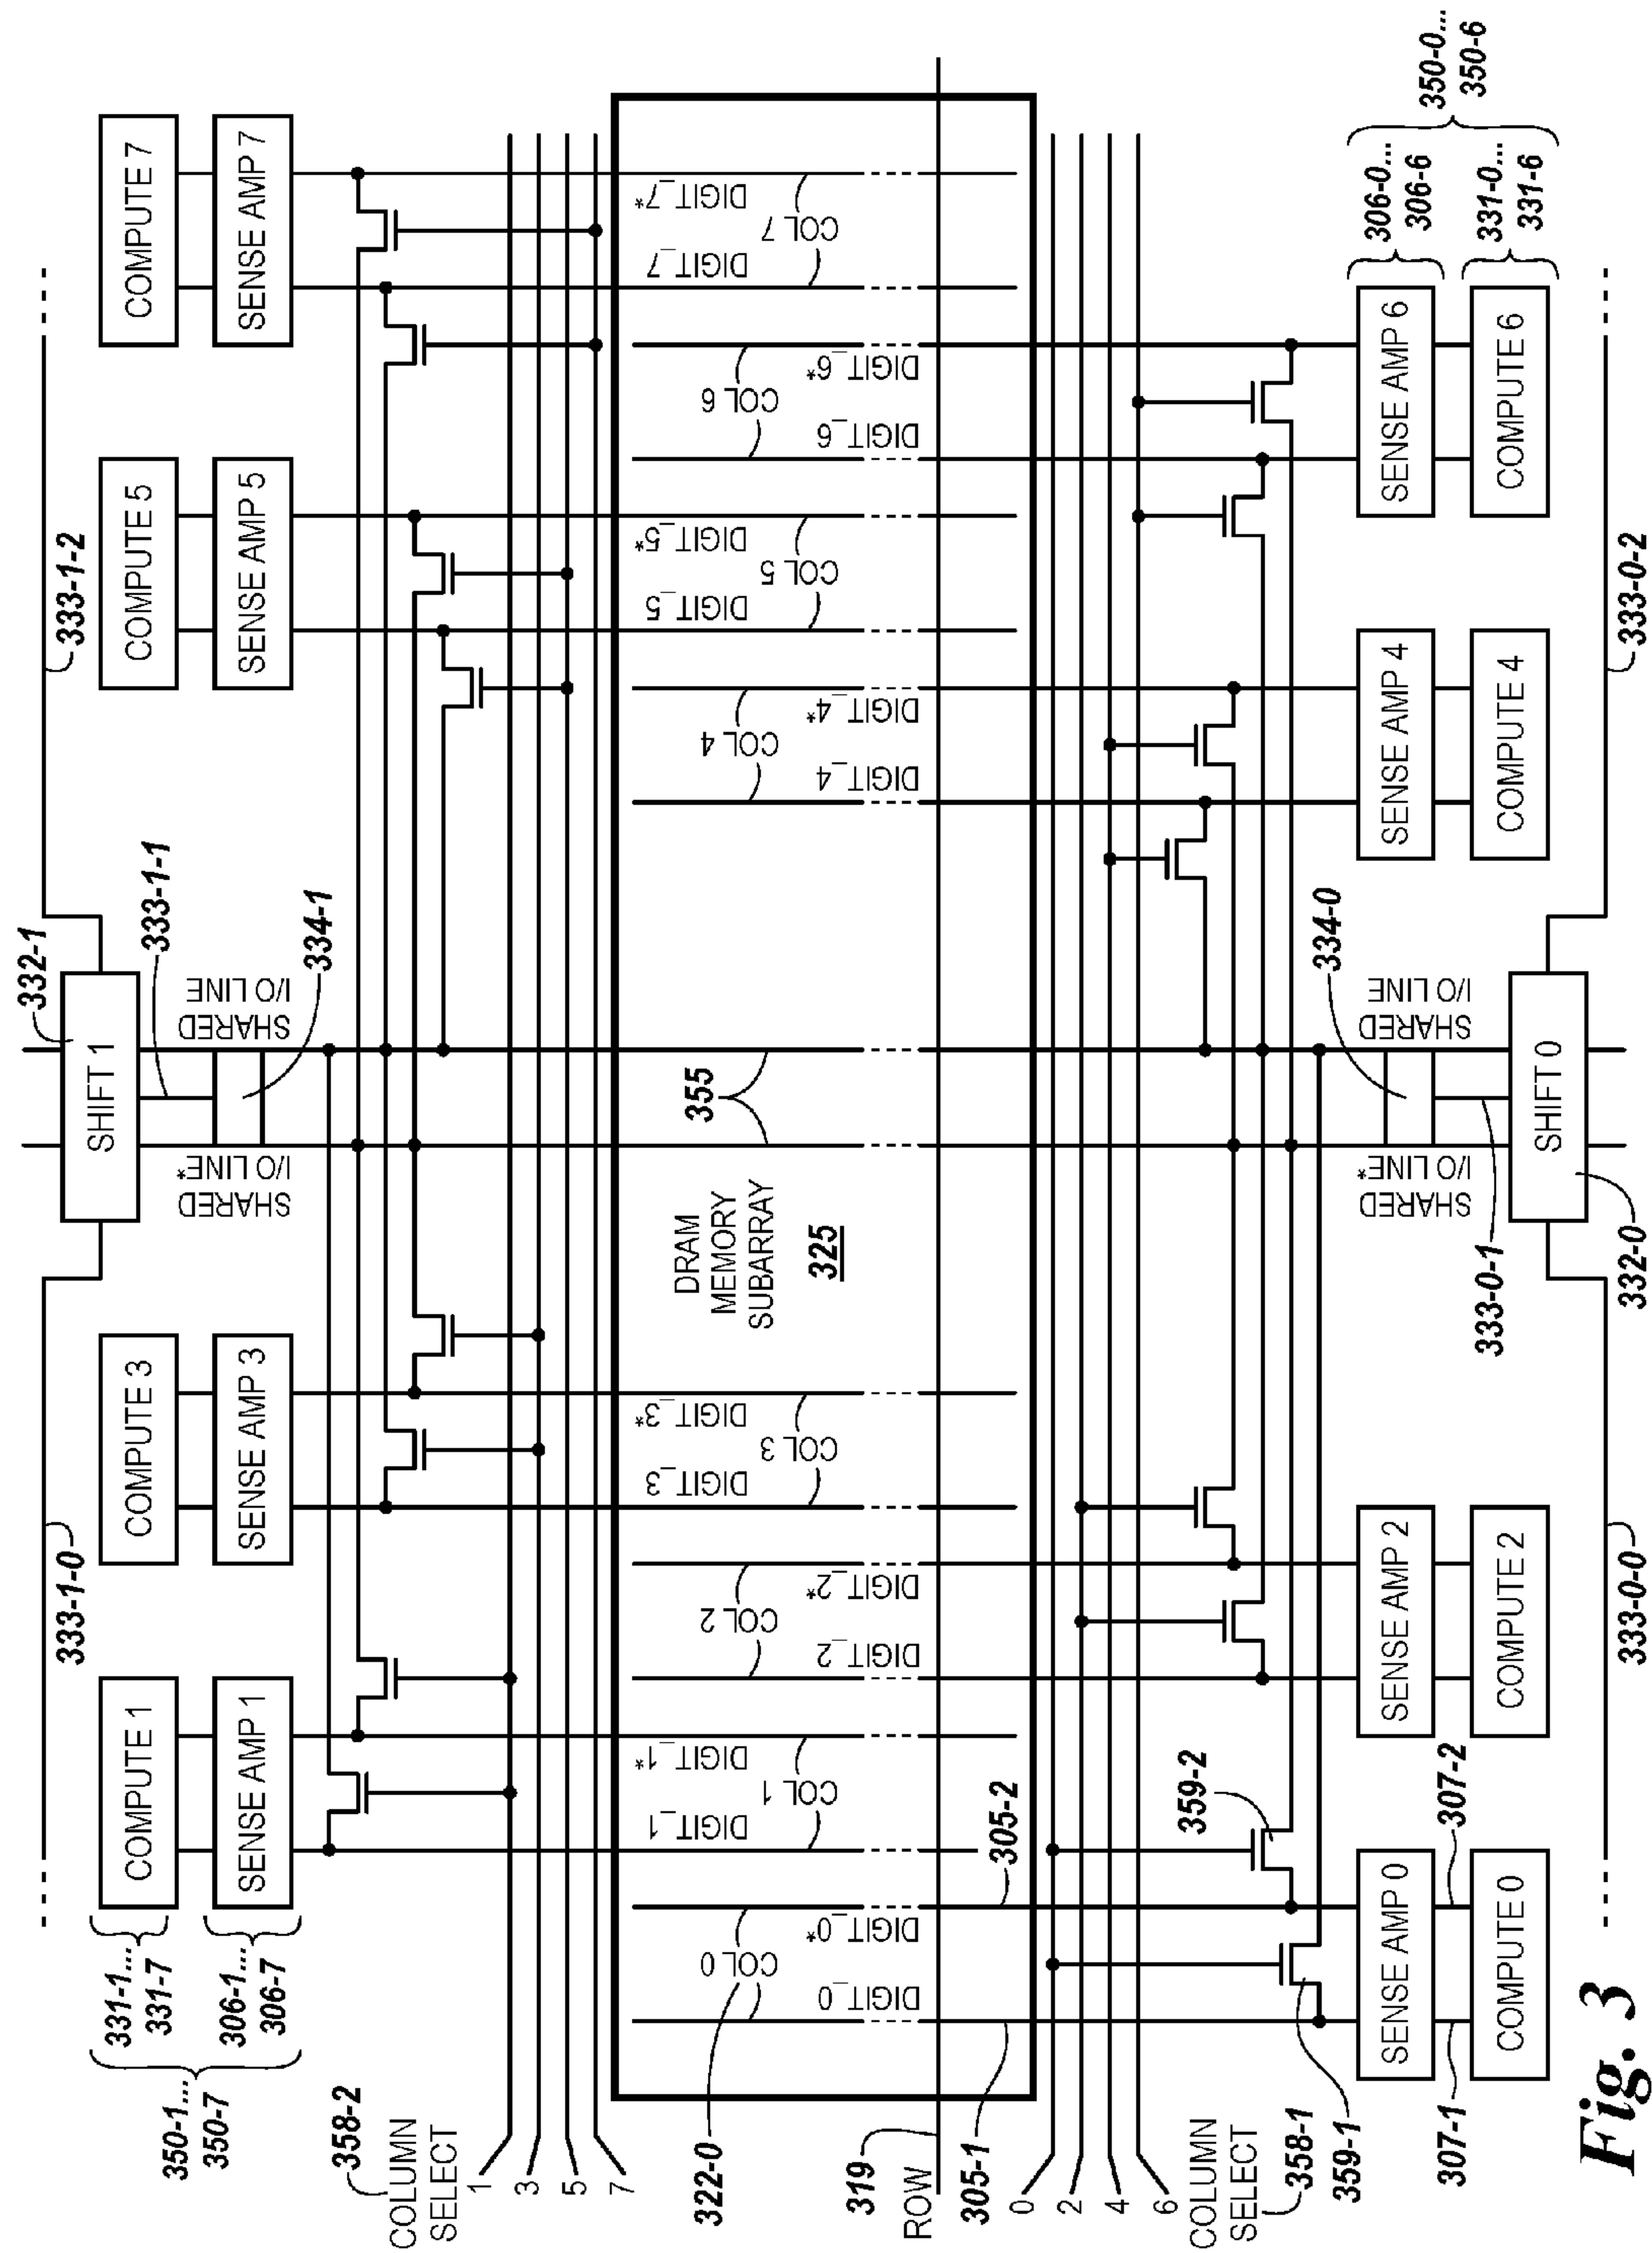 332-1
333-1-0
333-1-2
SHIFT 1
333-1-1
334-1
331-1...
331-7
306-1...
306-7
350-1...
350-7
COMPUTE 1
COMPUTE 3
COMPUTE 5
COMPUTE 7
SENSE AMP 1
SENSE AMP 3
SENSE AMP 5
SENSE AMP 7
SHARED
I/O LINE*
SHARED
I/O LINE
358-2
COLUMN
SELECT
1
3
5
7
322-0
DIGIT_1
COL 1
DIGIT_1*
DIGIT_3
COL 3
DIGIT_3*
DIGIT_5
COL 5
DIGIT_5*
DIGIT_7
COL 7
DIGIT_7*
DRAM
MEMORY
SUBARRAY
325
355
DIGIT_0
COL 0
DIGIT_0*
DIGIT_2
COL 2
DIGIT_2*
DIGIT_4
COL 4
DIGIT_4*
DIGIT_6
COL 6
DIGIT_6*
319
ROW
305-1
305-2
0
2
4
6
COLUMN
SELECT
358-1
359-1
359-2
SHARED
I/O LINE*
SHARED
I/O LINE
334-0
333-0-1
SENSE AMP 0
SENSE AMP 2
SENSE AMP 4
SENSE AMP 6
307-1
307-2
COMPUTE 0
COMPUTE 2
COMPUTE 4
COMPUTE 6
306-0...
306-6
331-0...
331-6
350-0...
350-6
SHIFT 0
332-0
333-0-0
333-0-2
Fig. 3